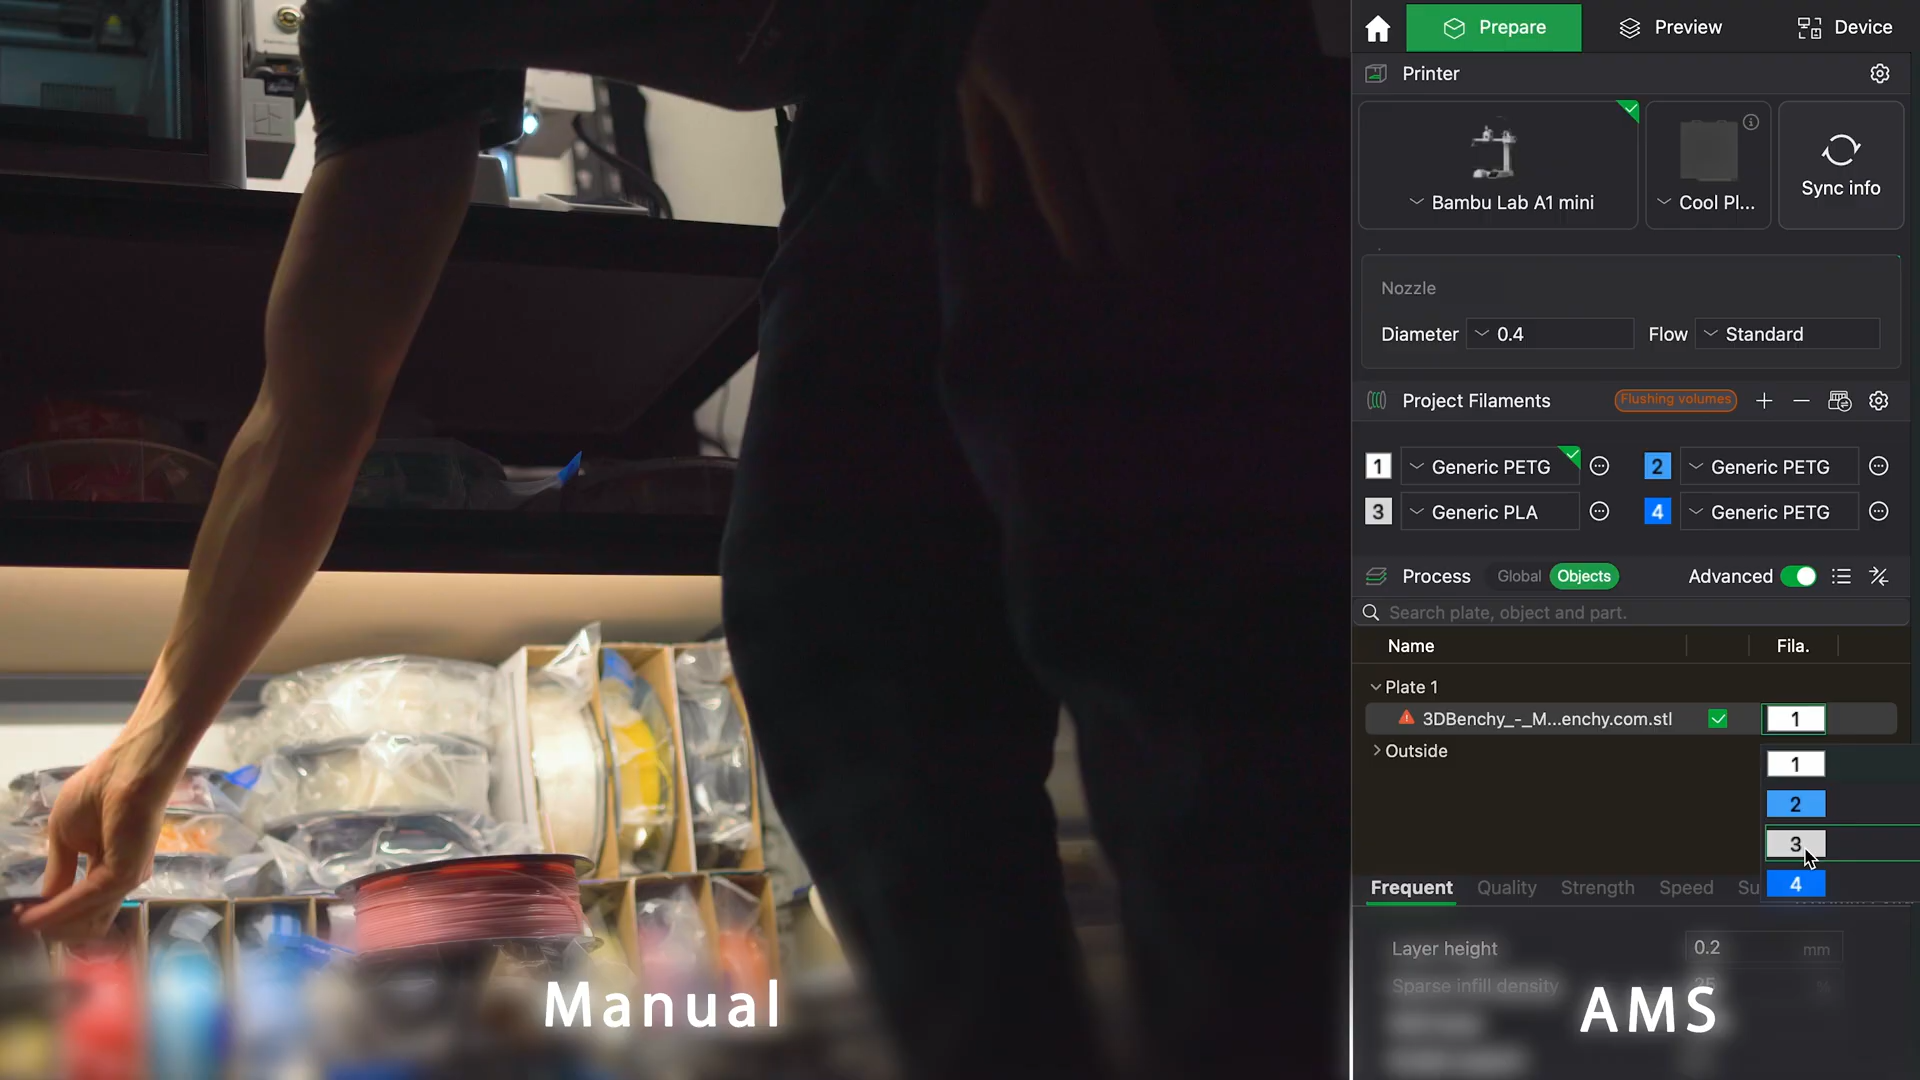 Prepare
Preview
Device
Printer
Bambu Lab A1 mini
Cool Pl...
Sync info
Nozzle
Diameter
0.4
Flow
Standard
Project Filaments
Flushing volumes
1
Generic PETG
2
Generic PETG
3
Generic PLA
4
Generic PETG
Process
Global
Objects
Advanced
Search plate, object and part.
Name
Fila.
Plate 1
3DBenchy_-_M...enchy.com.stl
1
Outside
1
2
3
4
Frequent
Quality
Strength
Speed
Su
Layer height
0.2
mm
Sparse infill density
%
Manual
AMS